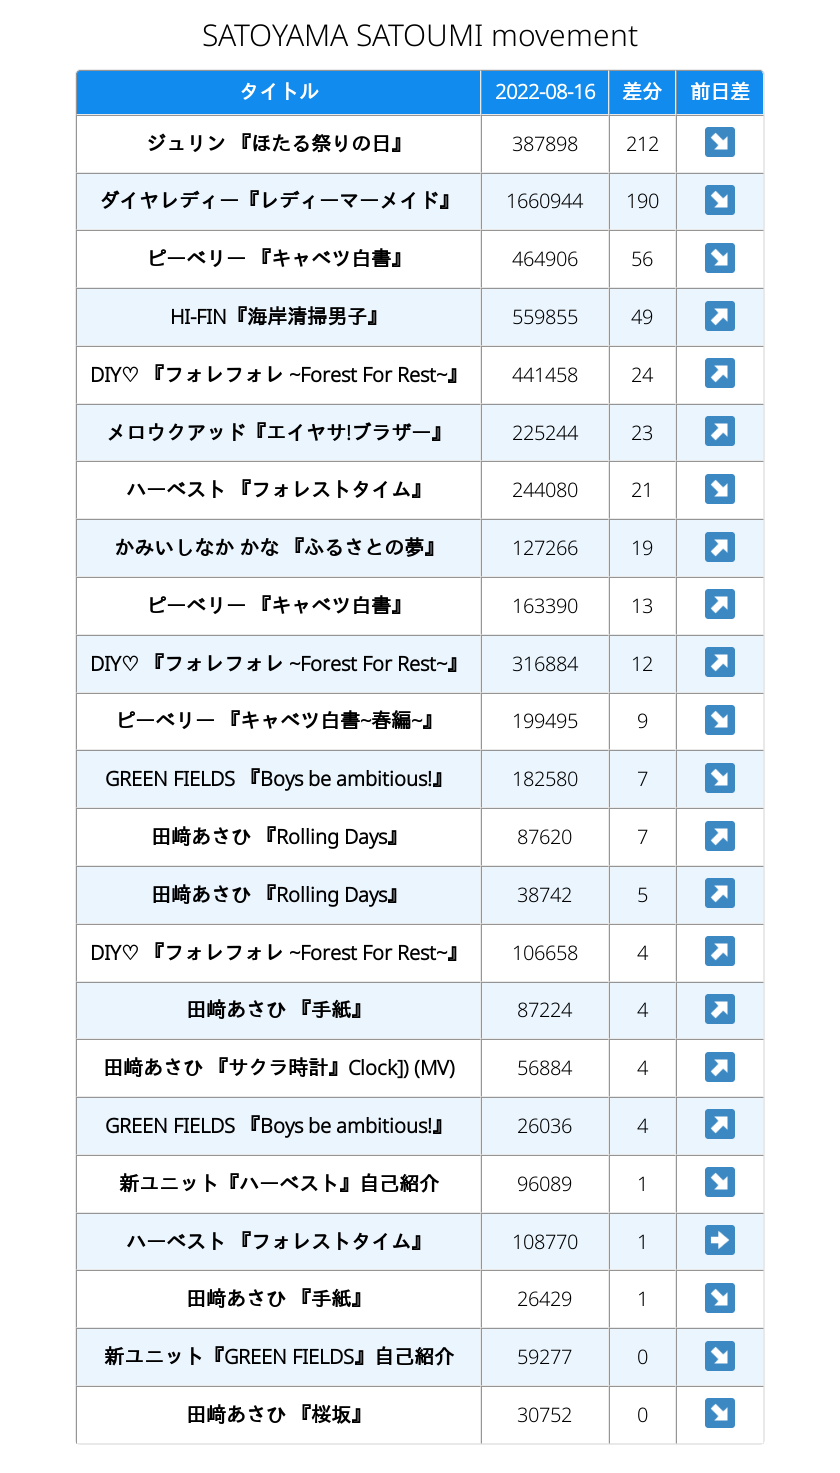 SATOYAMA SATOUMI movement
タイトル 2022-08-16 差分 前日差
ジュリン 『ほたる祭りの日』 387898 212 ↘
ダイヤレディー『レディーマーメイド』 1660944 190 ↘
ピーベリー 『キャベツ白書』 464906 56 ↘
HI-FIN『海岸清掃男子』 559855 49 ↗
DIY♡ 『フォレフォレ ~Forest For Rest~』 441458 24 ↗
メロウクアッド『エイヤサ!ブラザー』 225244 23 ↗
ハーベスト 『フォレストタイム』 244080 21 ↘
かみいしなか かな 『ふるさとの夢』 127266 19 ↗
ピーベリー 『キャベツ白書』 163390 13 ↗
DIY♡ 『フォレフォレ ~Forest For Rest~』 316884 12 ↗
ピーベリー 『キャベツ白書~春編~』 199495 9 ↘
GREEN FIELDS 『Boys be ambitious!』 182580 7 ↘
田﨑あさひ 『Rolling Days』 87620 7 ↗
田﨑あさひ 『Rolling Days』 38742 5 ↗
DIY♡ 『フォレフォレ ~Forest For Rest~』 106658 4 ↗
田﨑あさひ 『手紙』 87224 4 ↗
田﨑あさひ 『サクラ時計』Clock]) (MV) 56884 4 ↗
GREEN FIELDS 『Boys be ambitious!』 26036 4 ↗
新ユニット『ハーベスト』自己紹介 96089 1 ↘
ハーベスト 『フォレストタイム』 108770 1 ➡
田﨑あさひ 『手紙』 26429 1 ↘
新ユニット『GREEN FIELDS』自己紹介 59277 0 ↘
田﨑あさひ 『桜坂』 30752 0 ↘